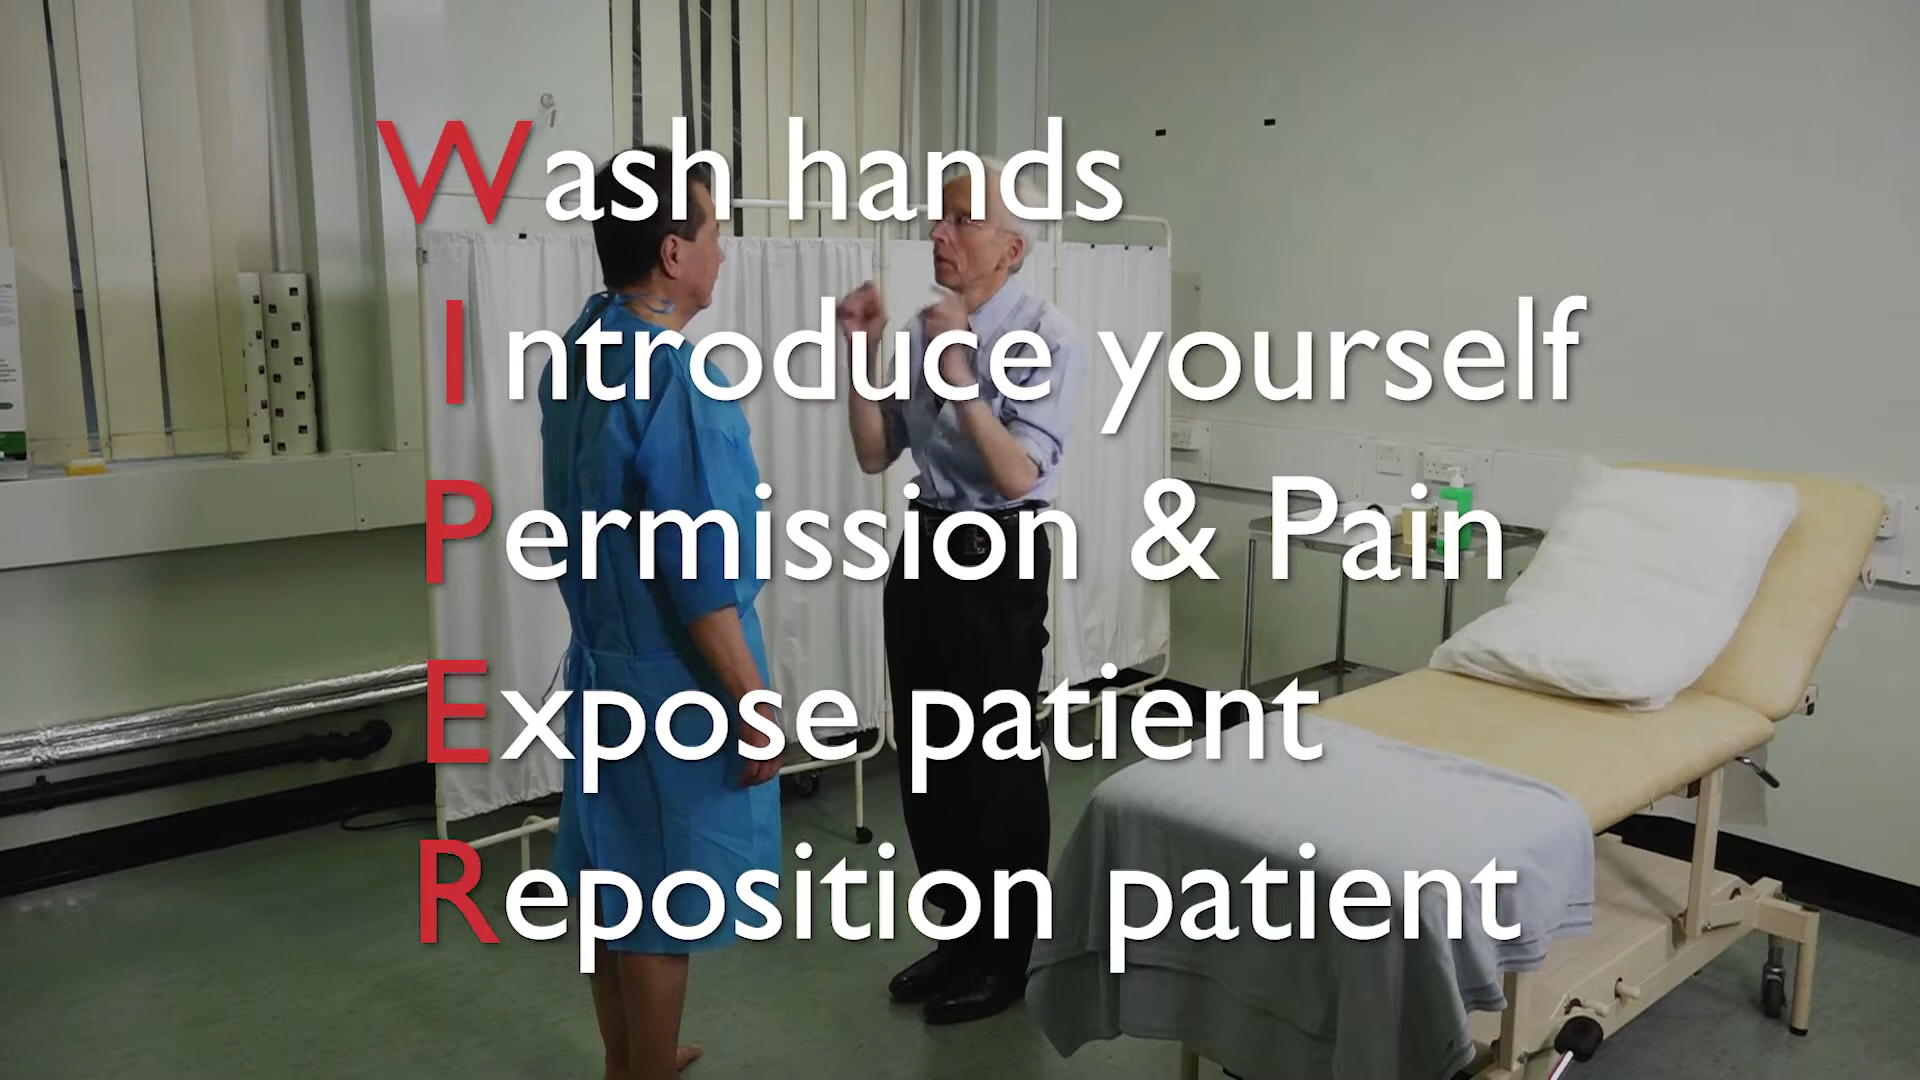 Wash hands
Introduce yourself
Permission & Pain
Expose patient
Reposition patient